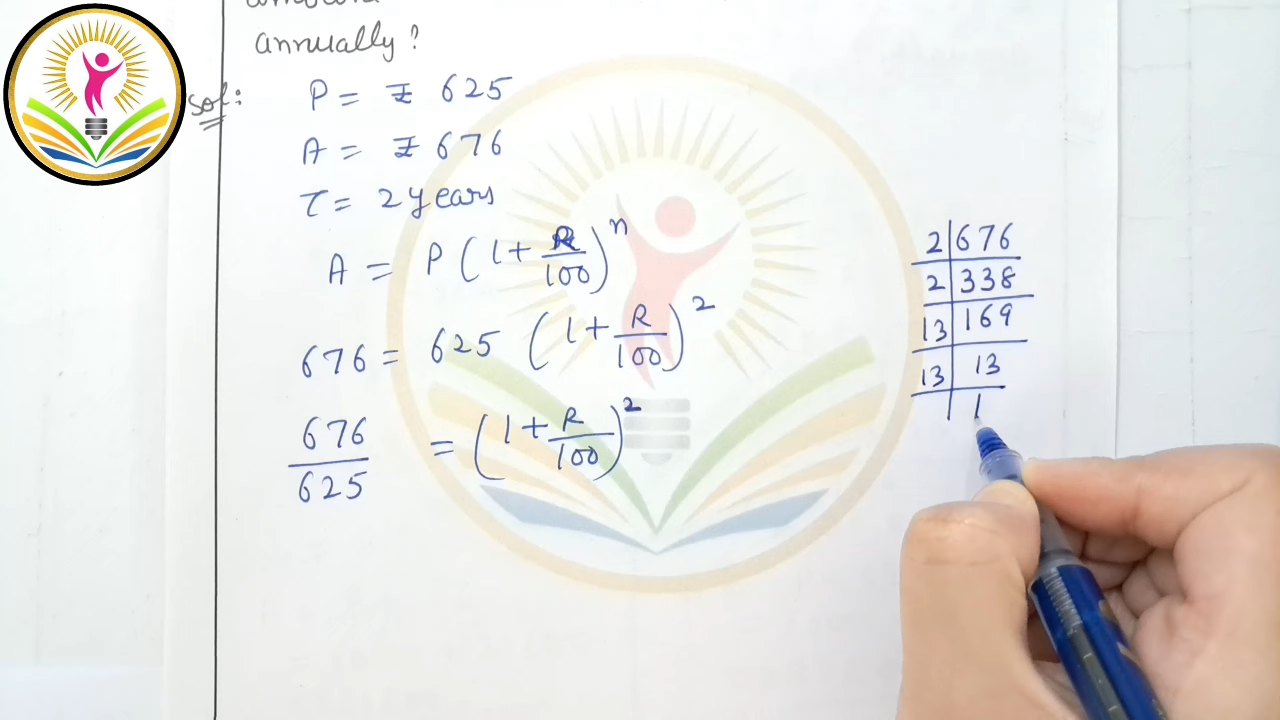 annually ?
Sol:
P = ₹ 625
A = ₹ 676
T = 2 years
A = P (1 + R/100)^n
676 = 625 (1 + R/100)^2
676/625 = (1 + R/100)^2
2 | 676
2 | 338
13 | 169
13 | 13
| 1